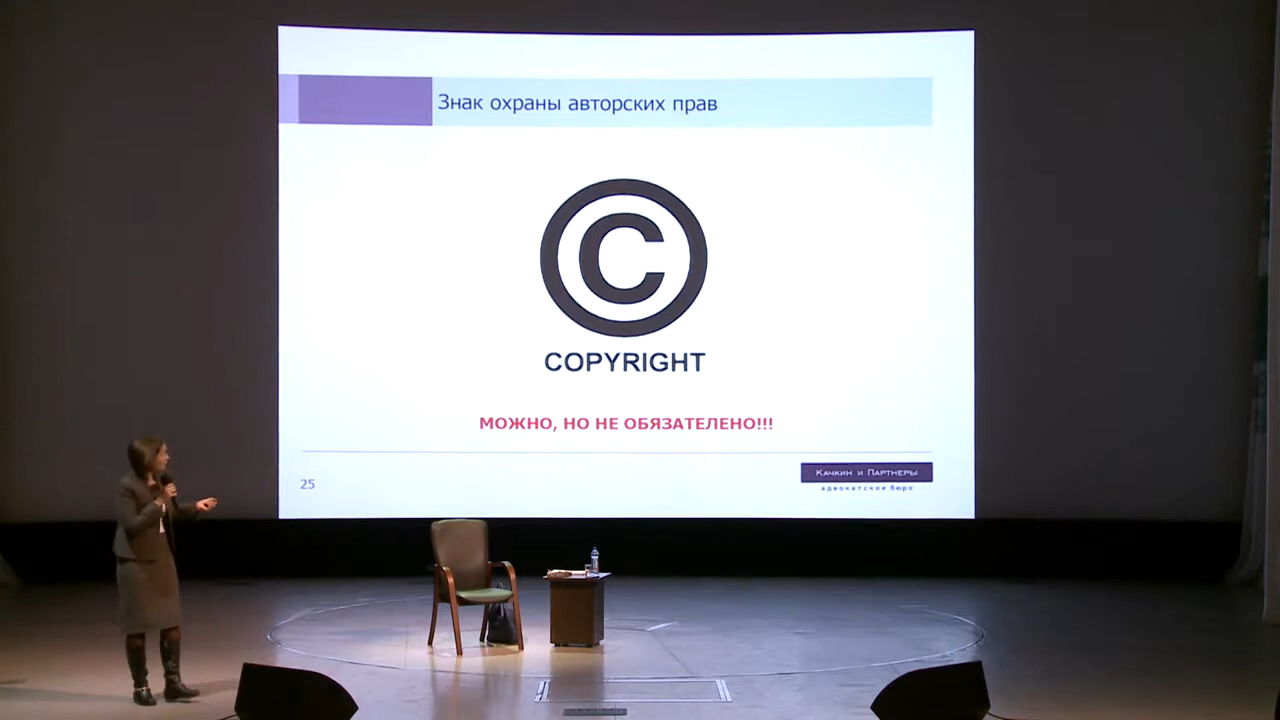 Знак охраны авторских прав
C
COPYRIGHT
МОЖНО, НО НЕ ОБЯЗАТЕЛЕНО!!!
25
Качкин и Партнеры
адвокатское бюро